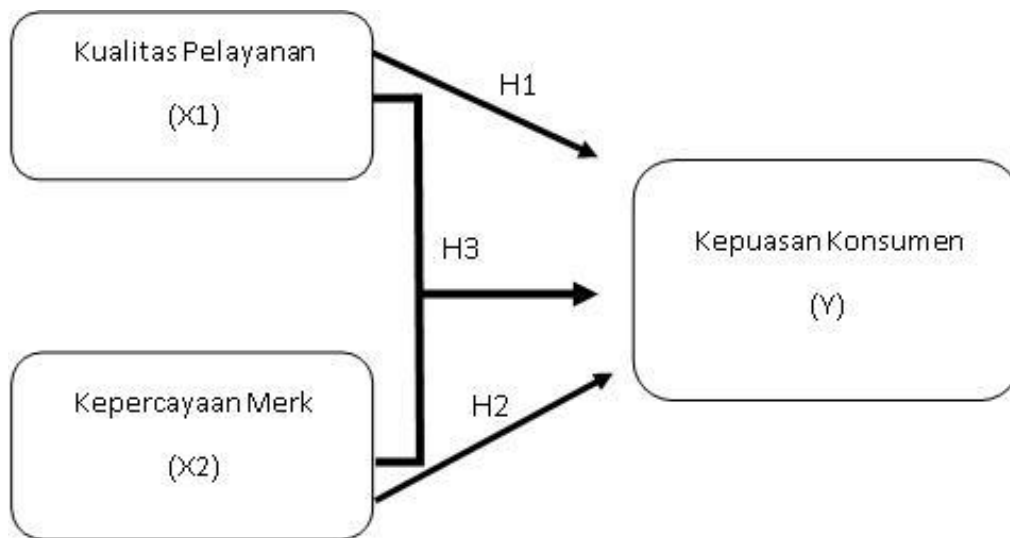 Kualitas Pelayanan
(X1)
H1
H3
Kepuasan Konsumen
(Y)
Kepercayaan Merk
(X2)
H2